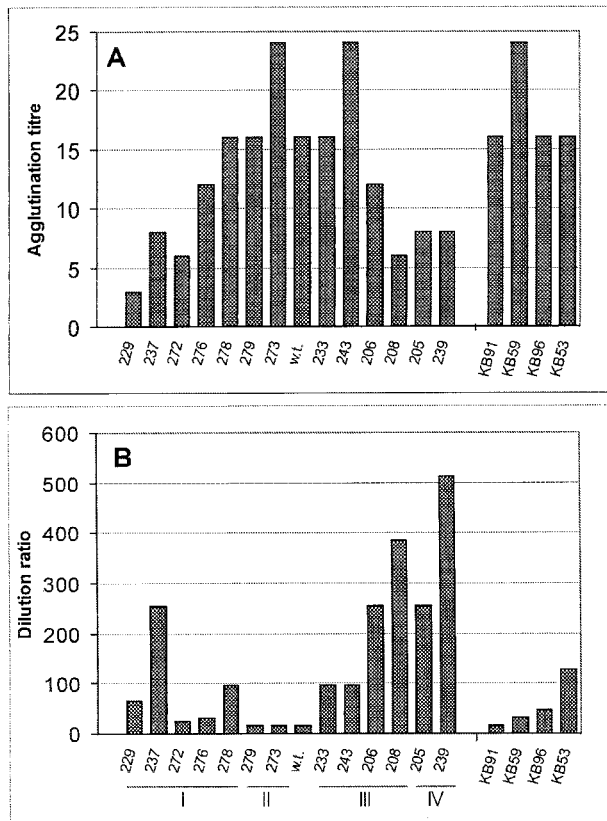 A
Agglutination titre
25
20
15
10
5
0
229 237 272 276 278 279 273 w.t. 233 243 206 208 205 239 KB91 KB59 KB96 KB53
B
Dilution ratio
600
500
400
300
200
100
0
229 237 272 276 278 279 273 w.t. 233 243 206 208 205 239 KB91 KB59 KB96 KB53
I II III IV